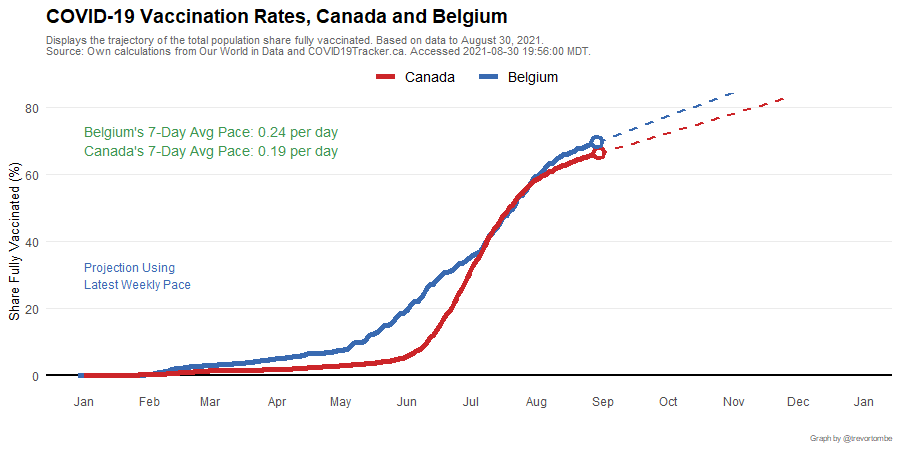 COVID-19 Vaccination Rates, Canada and Belgium
Displays the trajectory of the total population share fully vaccinated. Based on data to August 30, 2021.
Source: Own calculations from Our World in Data and COVID19Tracker.ca. Accessed 2021-08-30 19:56:00 MDT.
Canada Belgium
80
Belgium's 7-Day Avg Pace: 0.24 per day
Canada's 7-Day Avg Pace: 0.19 per day
60
Share Fully Vaccinated (%)
40
Projection Using
Latest Weekly Pace
20
0
Jan Feb Mar Apr May Jun Jul Aug Sep Oct Nov Dec Jan
Graph by @trevortombe